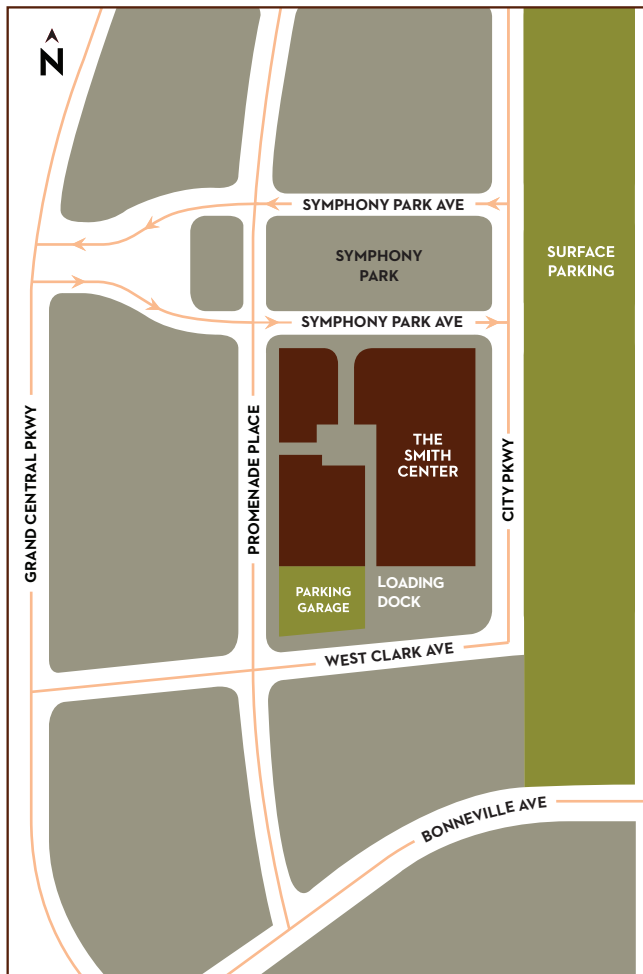 N
SYMPHONY PARK AVE
SYMPHONY
PARK
SURFACE
PARKING
SYMPHONY PARK AVE
GRAND CENTRAL PKWY
PROMENADE PLACE
THE
SMITH
CENTER
CITY PKWY
PARKING
GARAGE
LOADING
DOCK
WEST CLARK AVE
BONNEVILLE AVE